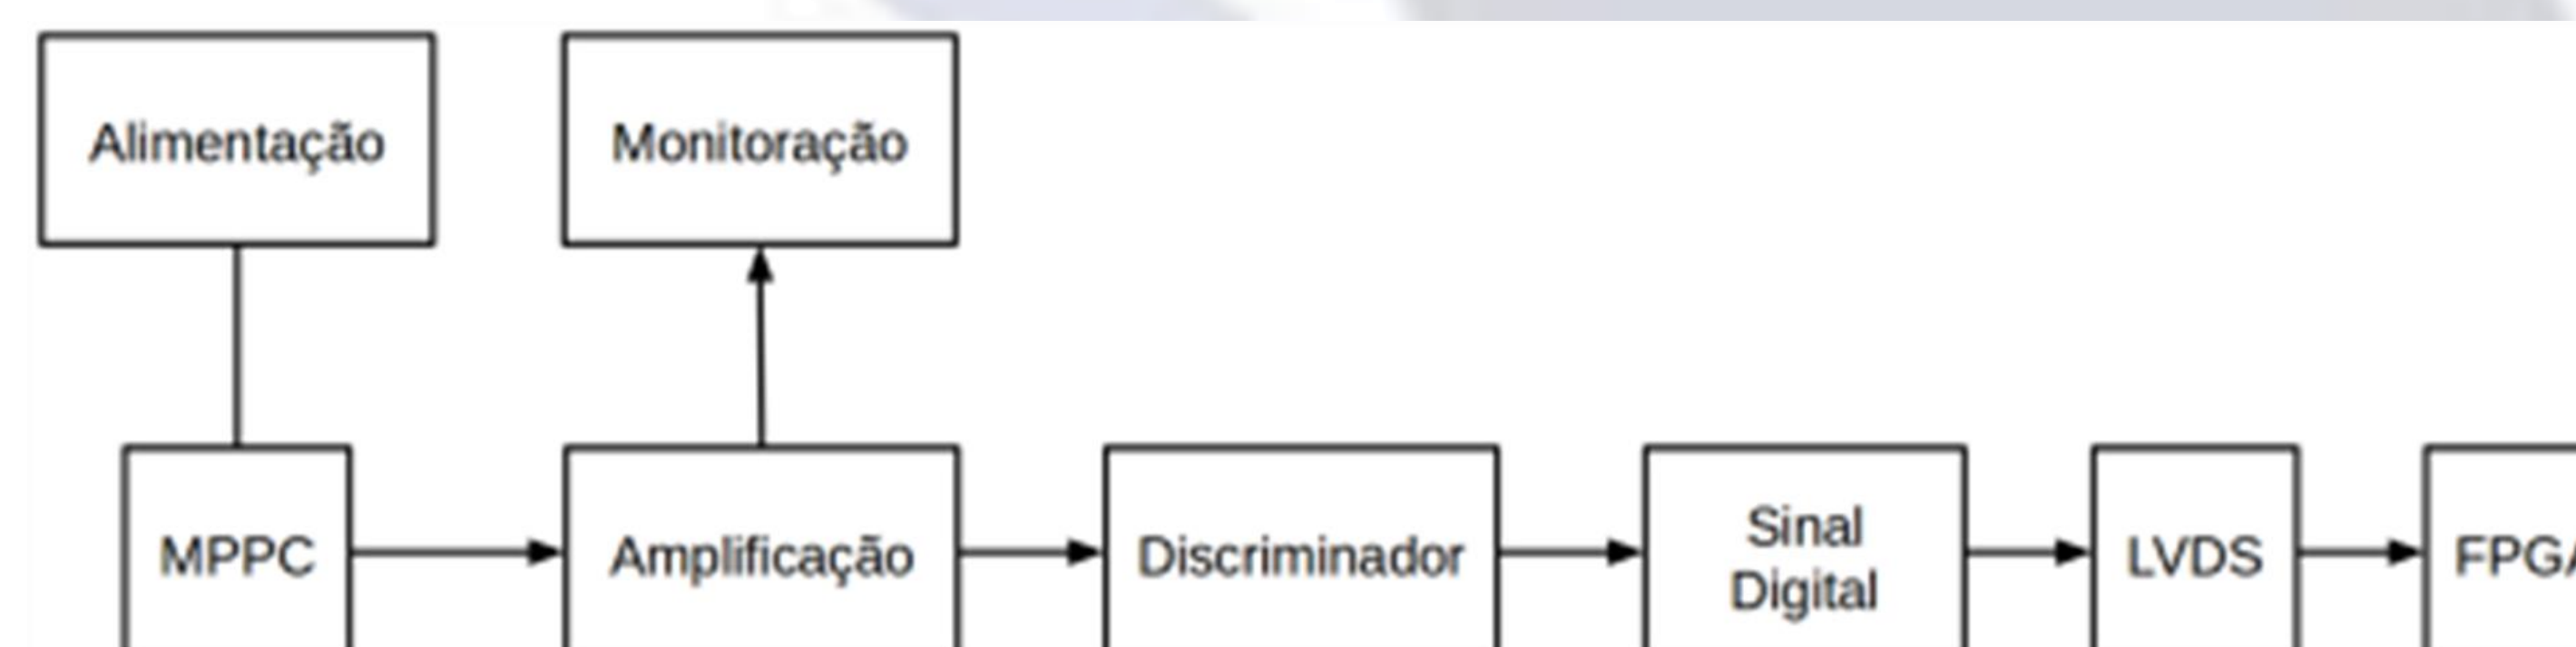 Alimentação
Monitoração
MPPC
Amplificação
Discriminador
Sinal
Digital
LVDS